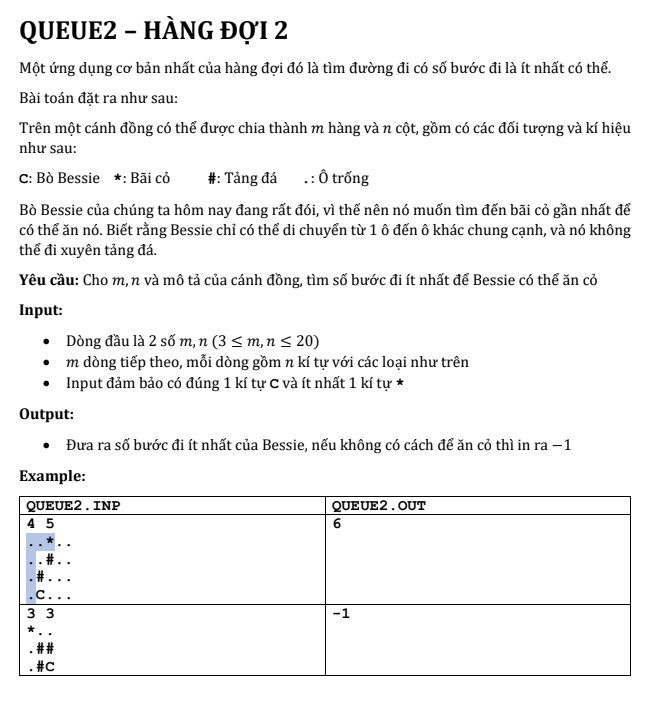 QUEUE2 – HÀNG ĐỢI 2
Một ứng dụng cơ bản nhất của hàng đợi đó là tìm đường đi có số bước đi là ít nhất có thể.
Bài toán đặt ra như sau:
Trên một cánh đồng có thể được chia thành m hàng và n cột, gồm có các đối tượng và kí hiệu
như sau:
C: Bò Bessie *: Bãi cỏ #: Tảng đá .: Ô trống
Bò Bessie của chúng ta hôm nay đang rất đói, vì thế nên nó muốn tìm đến bãi cỏ gần nhất để
có thể ăn nó. Biết rằng Bessie chỉ có thể di chuyển từ 1 ô đến ô khác chung cạnh, và nó không
thể đi xuyên tảng đá.
Yêu cầu: Cho m, n và mô tả của cánh đồng, tìm số bước đi ít nhất để Bessie có thể ăn cỏ
Input:
• Dòng đầu là 2 số m, n (3 ≤ m, n ≤ 20)
• m dòng tiếp theo, mỗi dòng gồm n kí tự với các loại như trên
• Input đảm bảo có đúng 1 kí tự C và ít nhất 1 kí tự *
Output:
• Đưa ra số bước đi ít nhất của Bessie, nếu không có cách để ăn cỏ thì in ra −1
Example:
QUEUE2.INP QUEUE2.OUT
4 5 6
..*..
..#..
.#...
.C...
3 3 -1
*..
.##
.#C